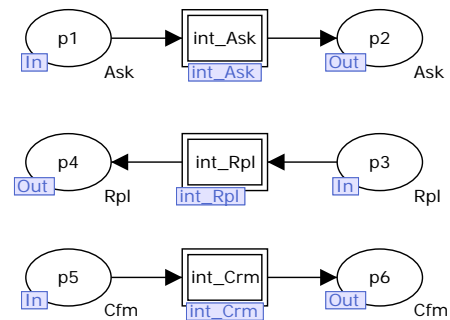 p1 int_Ask p2
In int_Ask Out
Ask Ask
p4 int_Rpl p3
Out int_Rpl In
Rpl Rpl
p5 int_Crm p6
In int_Crm Out
Cfm Cfm